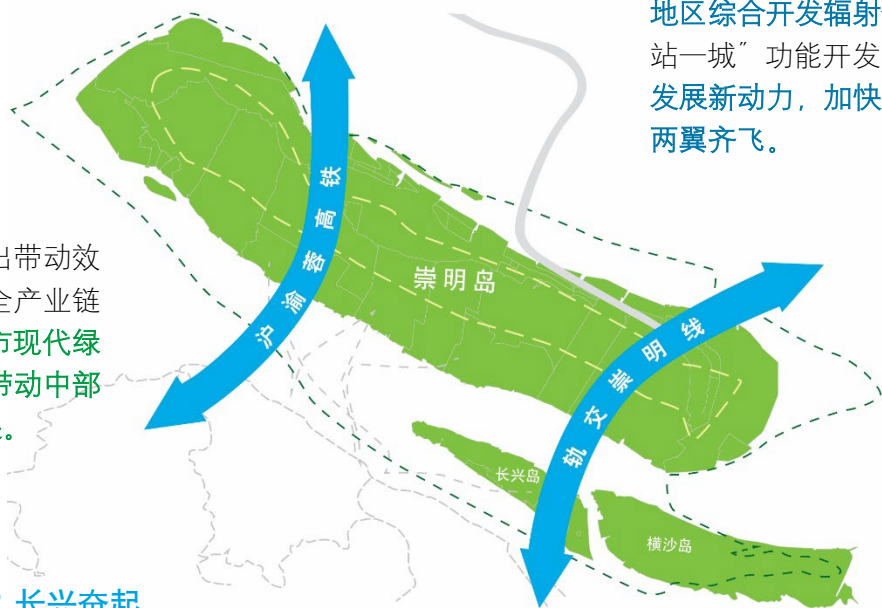 地区综合开发辐射
站一城”功能开发
发展新动力，加快
两翼齐飞。
沪渝蓉高铁
崇明岛
出带动效
全产业链
市现代绿
带动中部
轨交崇明线
长兴岛
横沙岛
长兴奋起